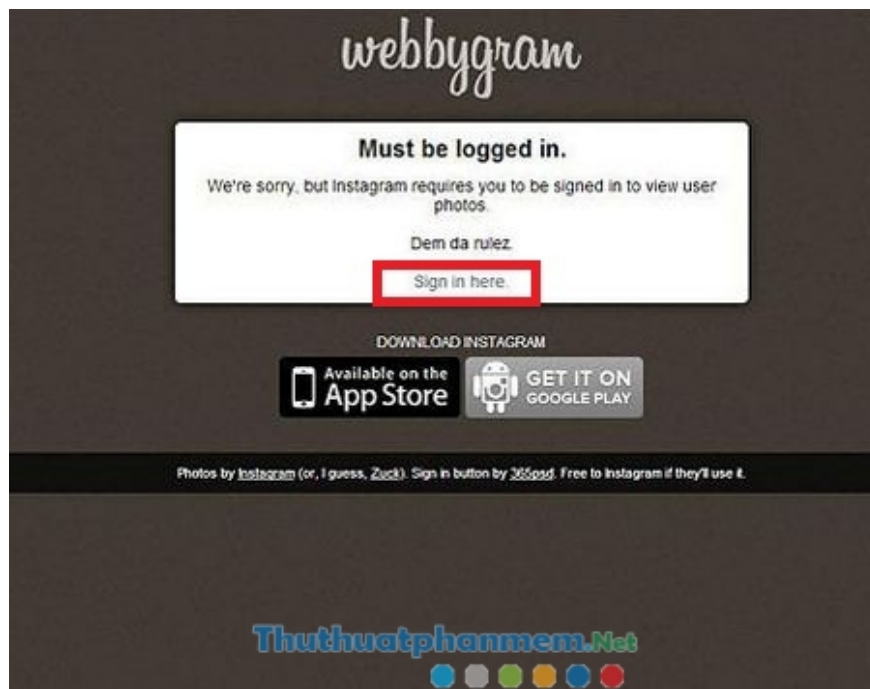 webbygram
Must be logged in.
We're sorry, but Instagram requires you to be signed in to view user
photos.
Dem da rulez.
Sign in here.
DOWNLOAD INSTAGRAM
Available on the
App Store
GET IT ON
GOOGLE PLAY
Photos by Instagram (or, I guess, Zuck). Sign in button by 365psd. Free to Instagram if they'll use it.
Thuthuatphanmem.Net